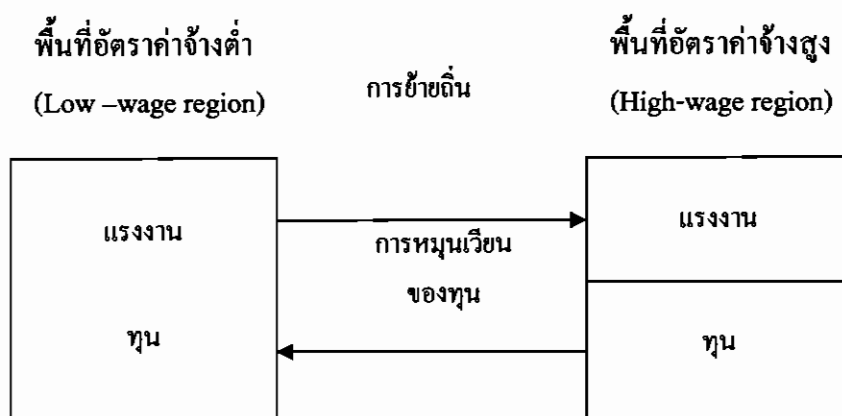 พื้นที่อัตราค่าจ้างต่ำ
(Low –wage region)
การย้ายถิ่น
พื้นที่อัตราค่าจ้างสูง
(High-wage region)
แรงงาน
ทุน
การหมุนเวียน
ของทุน
แรงงาน
ทุน